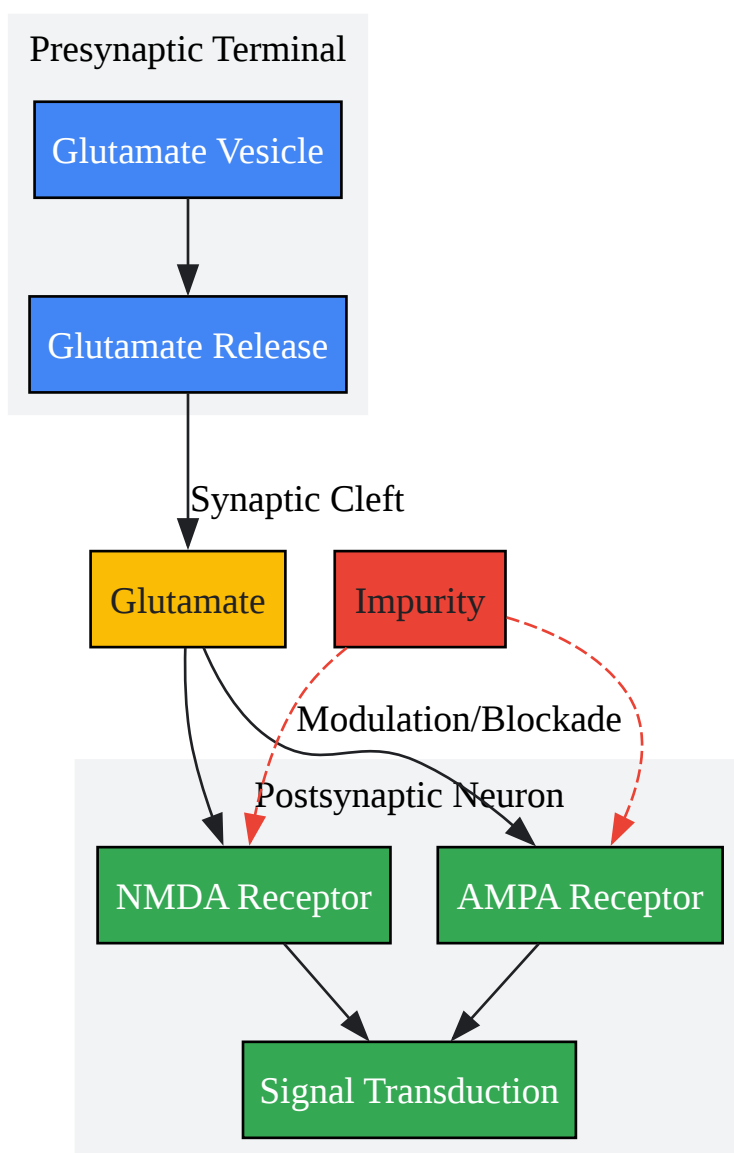 Presynaptic Terminal
Glutamate Vesicle
Glutamate Release
Synaptic Cleft
Glutamate
Impurity
Modulation/Blockade
Postsynaptic Neuron
NMDA Receptor
AMPA Receptor
Signal Transduction